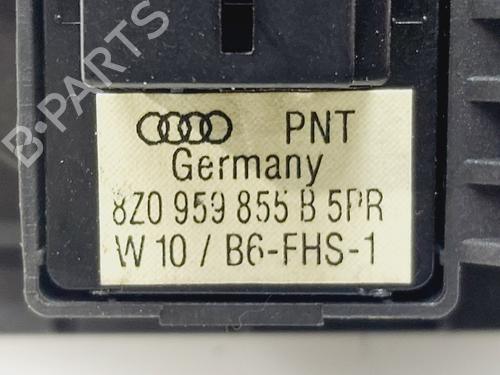 B-PARTS
PNT
Germany
8Z0 959 855 B 5PR
W 10 / B6-FHS-1